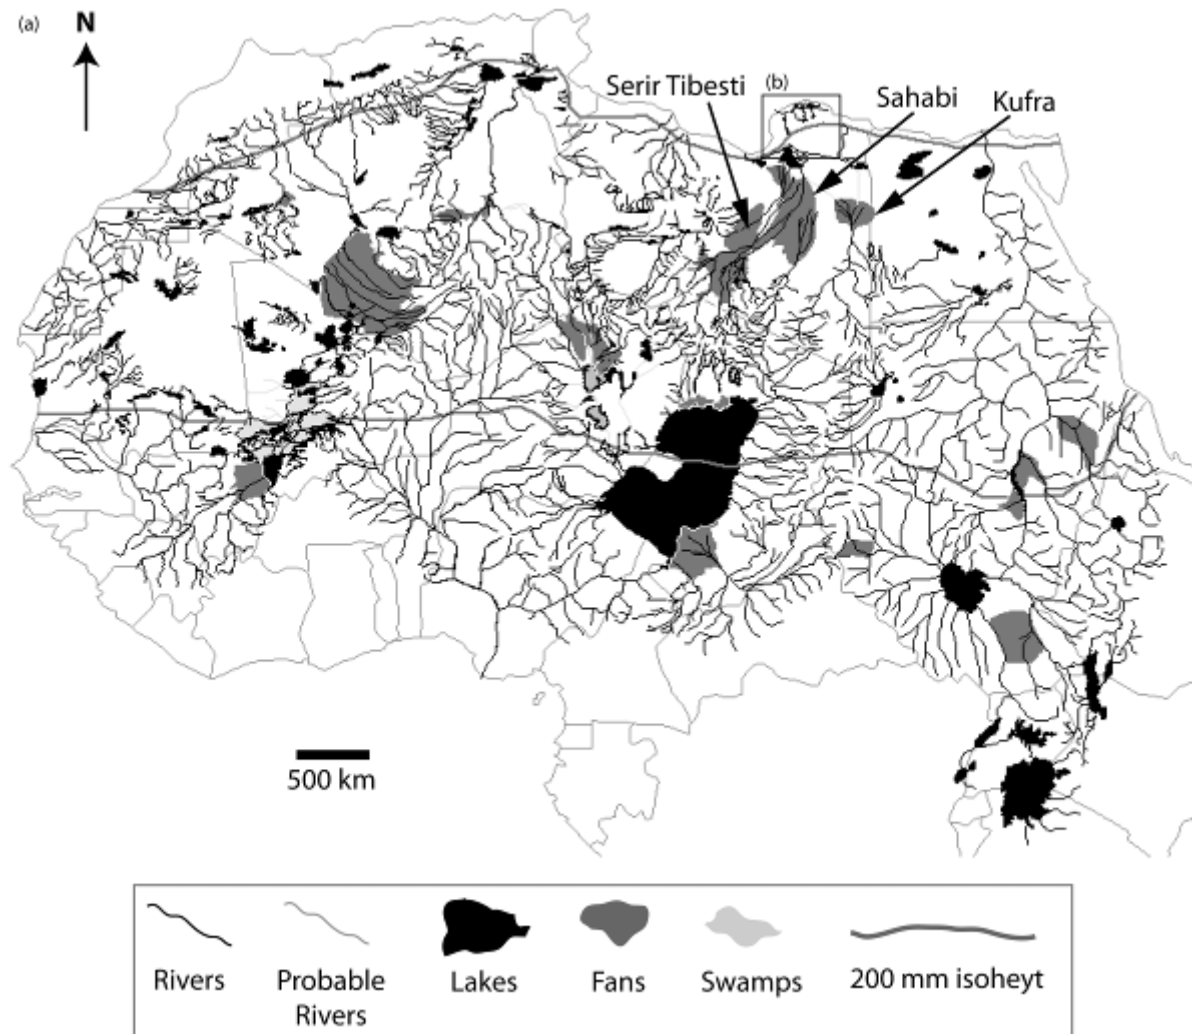 (a)
N
Serir Tibesti
(b)
Sahabi
Kufra
500 km
Rivers
Probable
Rivers
Lakes
Fans
Swamps
200 mm isoheyt